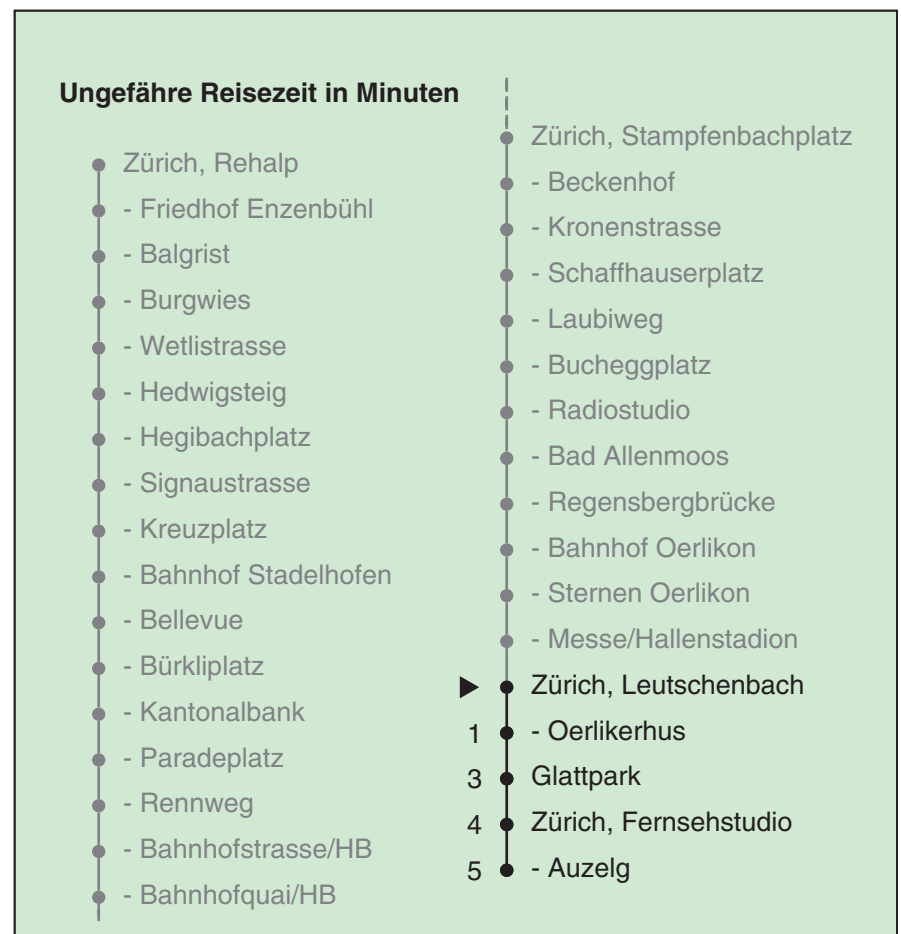 Ungefähre Reisezeit in Minuten
Zürich, Rehalp
- Friedhof Enzenbühl
- Balgrist
- Burgwies
- Wetlistrasse
- Hedwigsteig
- Hegibachplatz
- Signaustrasse
- Kreuzplatz
- Bahnhof Stadelhofen
- Bellevue
- Bürkliplatz
- Kantonalbank
- Paradeplatz
- Rennweg
- Bahnhofstrasse/HB
- Bahnhofquai/HB
Zürich, Stampfenbachplatz
- Beckenhof
- Kronenstrasse
- Schaffhauserplatz
- Laubiweg
- Bucheggplatz
- Radiostudio
- Bad Allenmoos
- Regensbergbrücke
- Bahnhof Oerlikon
- Sternen Oerlikon
- Messe/Hallenstadion
Zürich, Leutschenbach
1 - Oerlikerhus
3 Glattpark
4 Zürich, Fernsehstudio
5 - Auzelg